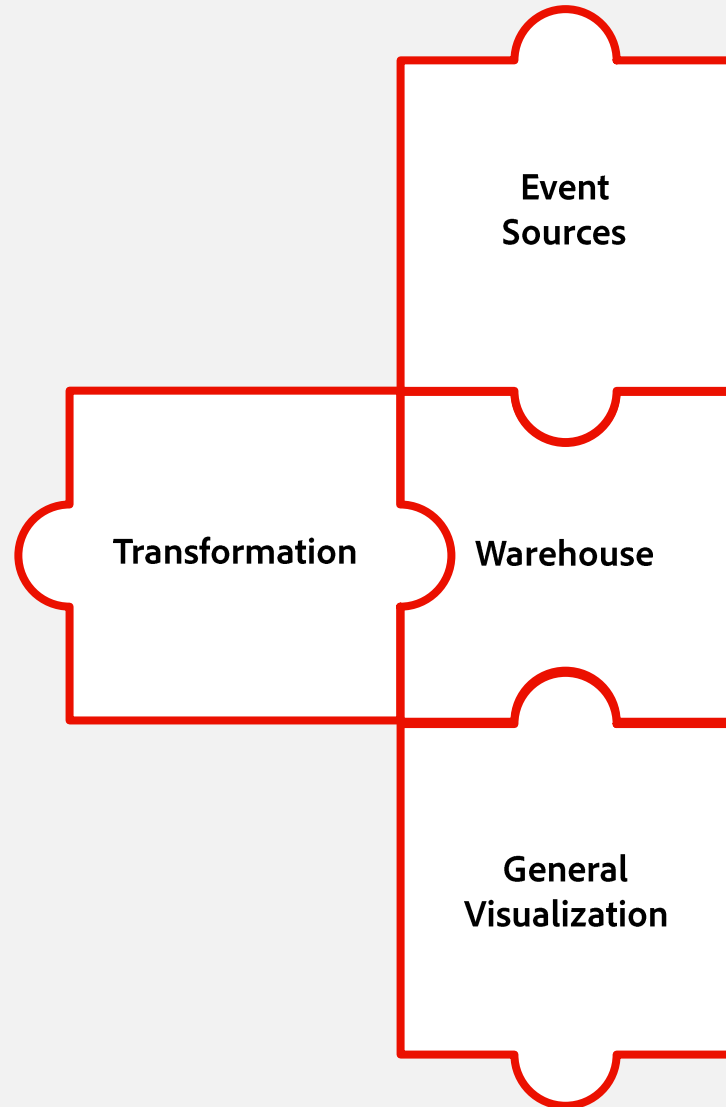 Event
Sources
Transformation
Warehouse
General
Visualization